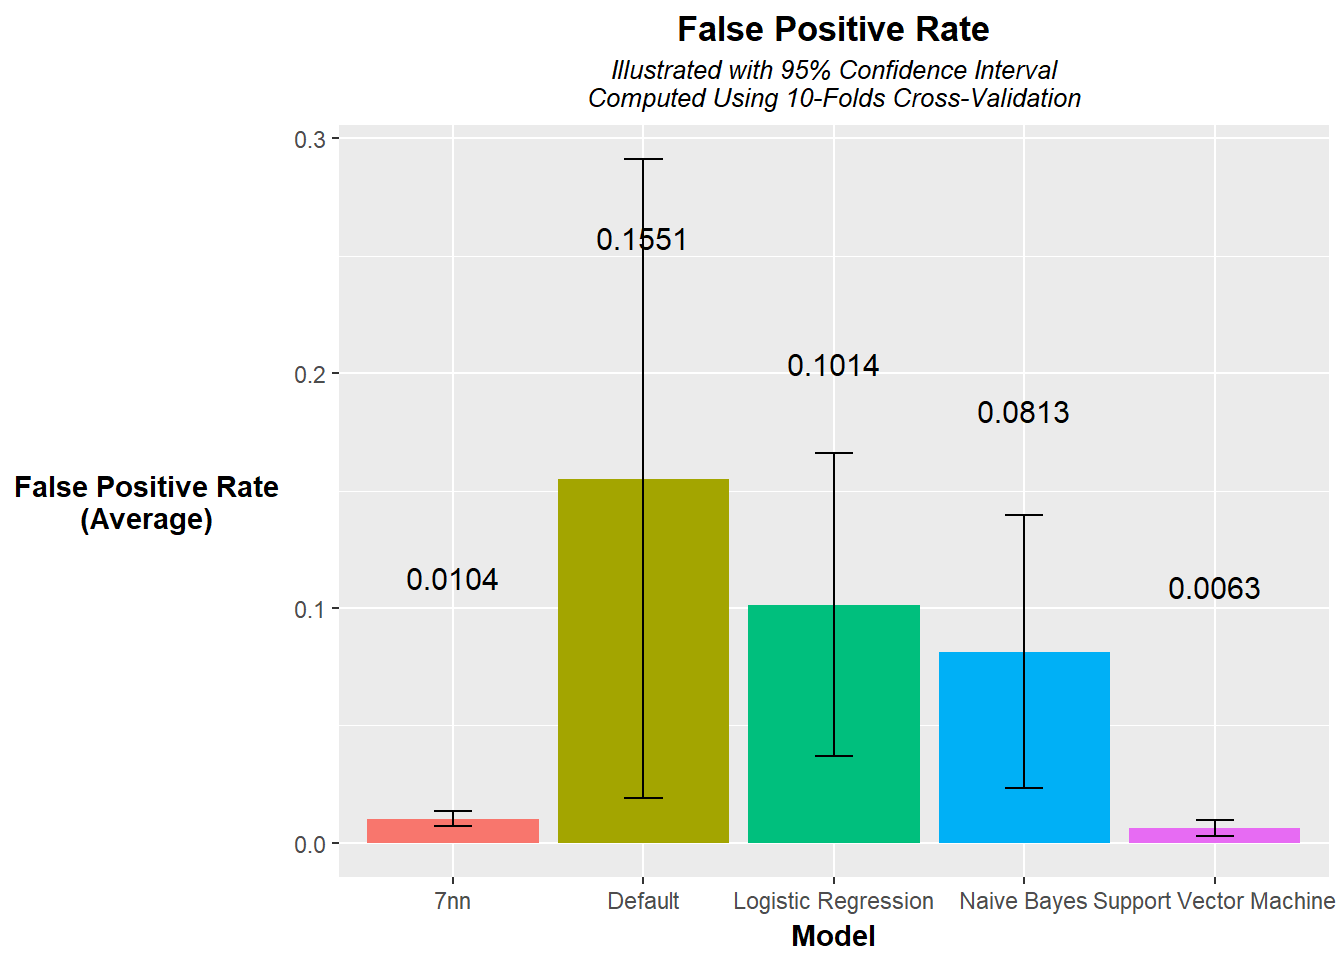 False Positive Rate
Illustrated with 95% Confidence Interval
Computed Using 10-Folds Cross-Validation
False Positive Rate
(Average)
0.3
0.2
0.1
0.0
0.0104
0.1551
0.1014
0.0813
0.0063
7nn
Default
Logistic Regression
Naive Bayes
Support Vector Machine
Model